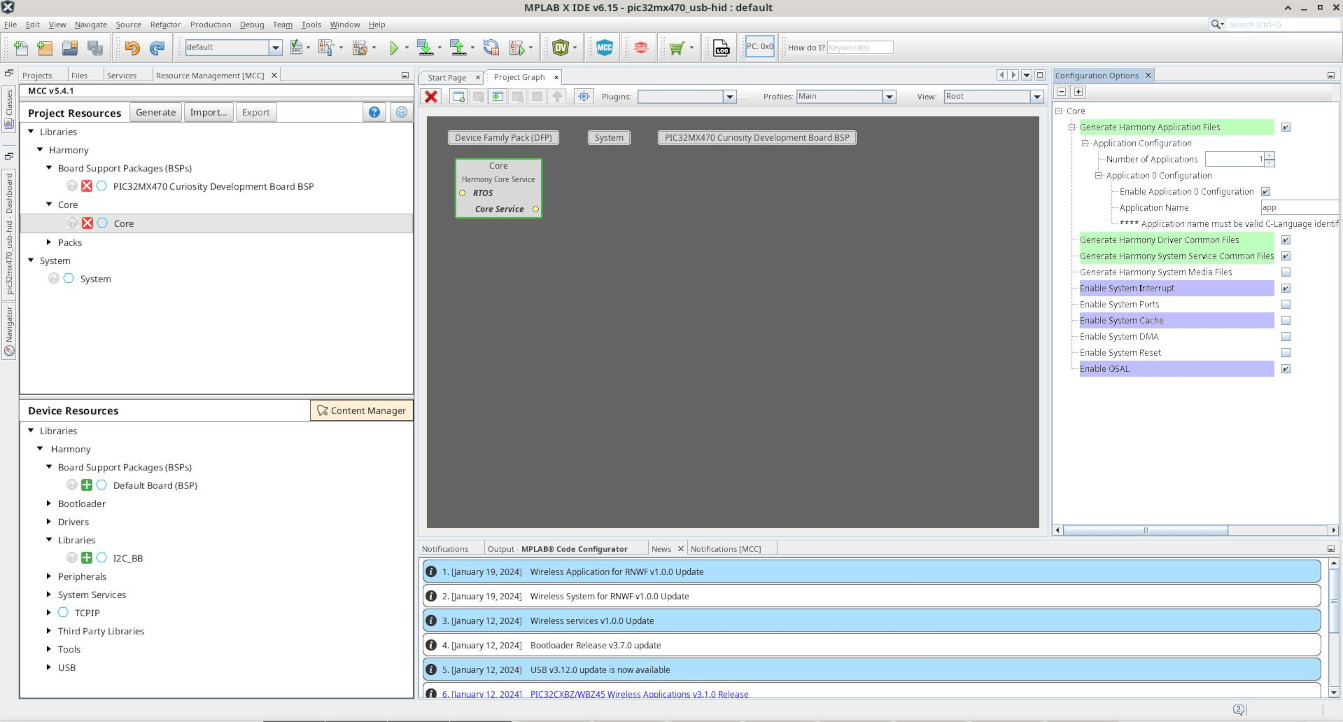 MPLAB X IDE v6.15 - pic32mx470_usb-hid : default
File Edit View Navigate Source Refactor Production Debug Team Tools Window Help
Search (Ctrl+I)
default
DV
MCC
LOG
PC: 0x0
How do I?
Keyword(s)
Classes
pic32mx470_usb-hid - Dashboard
Navigator
Projects
Files
Services
Resource Management [MCC]
MCC v5.4.1
Project Resources
Generate
Import...
Export
Libraries
Harmony
Board Support Packages (BSPs)
PIC32MX470 Curiosity Development Board BSP
Core
Core
Packs
System
System
Device Resources
Content Manager
Libraries
Harmony
Board Support Packages (BSPs)
Default Board (BSP)
Bootloader
Drivers
Libraries
I2C_BB
Peripherals
System Services
TCPIP
Third Party Libraries
Tools
USB
Start Page
Project Graph
Plugins:
Profiles: Main
View: Root
Device Family Pack (DFP)
System
PIC32MX470 Curiosity Development Board BSP
Core
Harmony Core Service
RTOS
Core Service
Configuration Options
Core
Generate Harmony Application Files
Application Configuration
Number of Applications 1
Application 0 Configuration
Enable Application 0 Configuration
Application Name app
**** Application name must be valid C-Language identif
Generate Harmony Driver Common Files
Generate Harmony System Service Common Files
Generate Harmony System Media Files
Enable System Interrupt
Enable System Ports
Enable System Cache
Enable System DMA
Enable System Reset
Enable OSAL
Notifications
Output - MPLAB® Code Configurator
News
Notifications [MCC]
1. [January 19, 2024] Wireless Application for RNWF v1.0.0 Update
2. [January 19, 2024] Wireless System for RNWF v1.0.0 Update
3. [January 12, 2024] Wireless services v1.0.0 Update
4. [January 12, 2024] Bootloader Release v3.7.0 update
5. [January 12, 2024] USB v3.12.0 update is now available
6. [January 12, 2024] PIC32CXBZ/WBZ45 Wireless Applications v3.1.0 Release
2